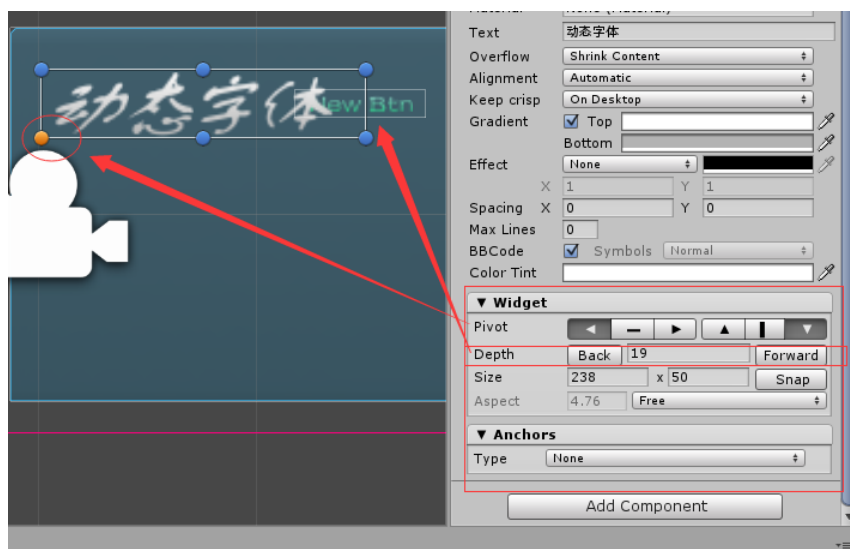 Material None (Material)
Text 动态字体
Overflow Shrink Content
Alignment Automatic
Keep crisp On Desktop
Gradient Top
Bottom
Effect None
X 1 Y 1
Spacing X 0 Y 0
Max Lines 0
BBCode Symbols Normal
Color Tint
▼ Widget
Pivot
Depth Back 19 Forward
Size 238 x 50 Snap
Aspect 4.76 Free
▼ Anchors
Type None
Add Component
动态字体
New Btn